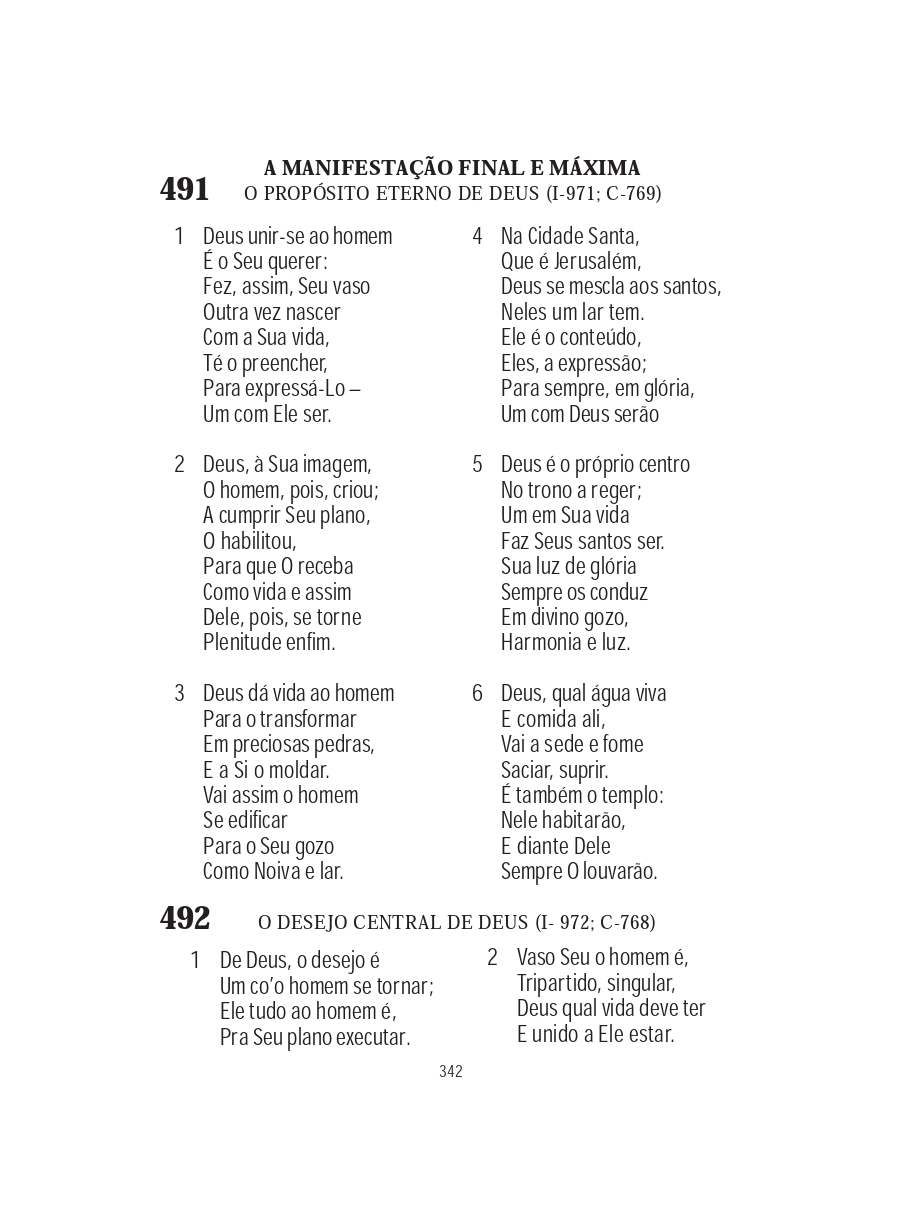 A MANIFESTAÇÃO FINAL E MÁXIMA
491 O PROPÓSITO ETERNO DE DEUS (I-971; C-769)
1 Deus unir-se ao homem
É o Seu querer:
Fez, assim, Seu vaso
Outra vez nascer
Com a Sua vida,
Té o preencher,
Para expressá-Lo –
Um com Ele ser.
2 Deus, à Sua imagem,
O homem, pois, criou;
A cumprir Seu plano,
O habilitou,
Para que O receba
Como vida e assim
Dele, pois, se torne
Plenitude enfim.
3 Deus dá vida ao homem
Para o transformar
Em preciosas pedras,
E a Si o moldar.
Vai assim o homem
Se edificar
Para o Seu gozo
Como Noiva e lar.
4 Na Cidade Santa,
Que é Jerusalém,
Deus se mescla aos santos,
Neles um lar tem.
Ele é o conteúdo,
Eles, a expressão;
Para sempre, em glória,
Um com Deus serão
5 Deus é o próprio centro
No trono a reger;
Um em Sua vida
Faz Seus santos ser.
Sua luz de glória
Sempre os conduz
Em divino gozo,
Harmonia e luz.
6 Deus, qual água viva
E comida ali,
Vai a sede e fome
Saciar, suprir.
É também o templo:
Nele habitarão,
E diante Dele
Sempre O louvarão.
492 O DESEJO CENTRAL DE DEUS (I- 972; C-768)
1 De Deus, o desejo é
Um co’o homem se tornar;
Ele tudo ao homem é,
Pra Seu plano executar.
2 Vaso Seu o homem é,
Tripartido, singular,
Deus qual vida deve ter
E unido a Ele estar.
342